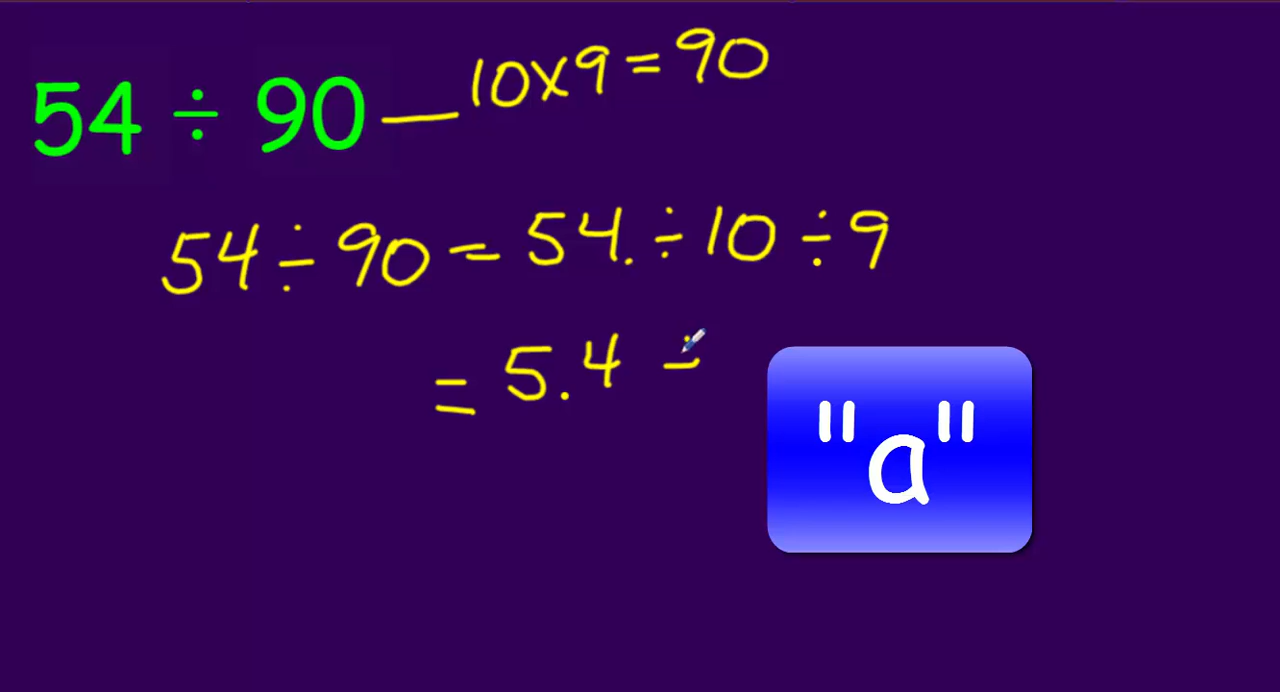 54 ÷ 90 — 10x9=90
54÷90 = 54. ÷10 ÷9
= 5.4 ÷
"a"